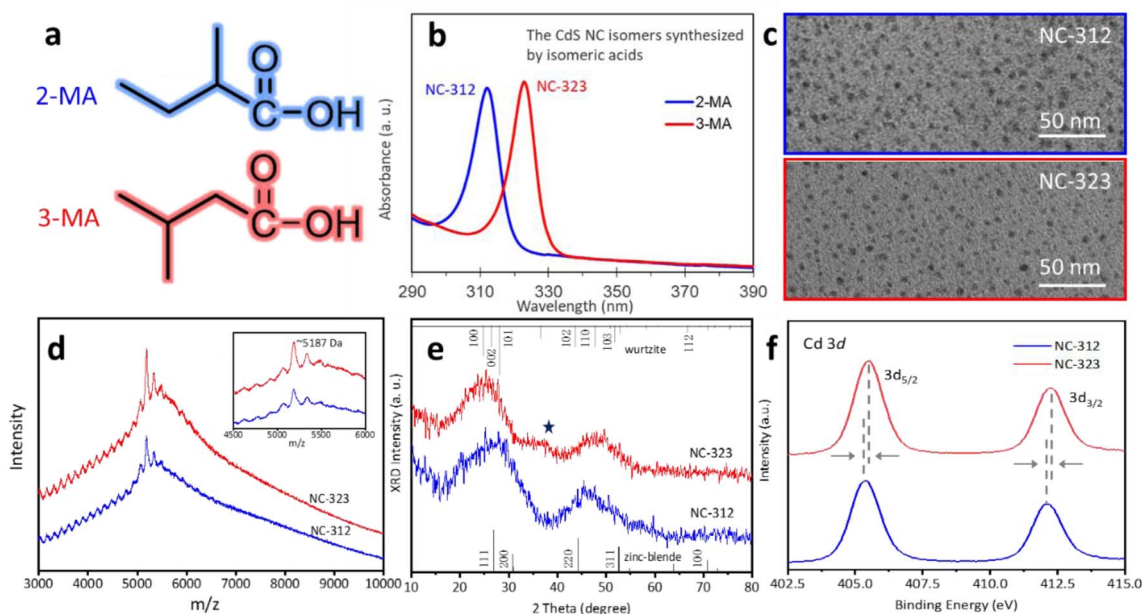 a
2-MA
O
C
OH
3-MA
O
C
OH
b
The CdS NC isomers synthesized
by isomeric acids
NC-312
NC-323
2-MA
3-MA
Absorbance (a. u.)
290 310 330 350 370 390
Wavelength (nm)
c
NC-312
50 nm
NC-323
50 nm
d
~5187 Da
4500 5000 5500 6000
m/z
NC-323
NC-312
Intensity
3000 4000 5000 6000 7000 8000 9000 10000
m/z
e
100
002
101
102
110
103
112
wurtzite
NC-323
NC-312
XRD Intensity (a. u.)
111
200
220
311
zinc-blende
100
10 20 30 40 50 60 70 80
2 Theta (degree)
f
Cd 3d
NC-312
NC-323
3d5/2
3d3/2
Intensity (a.u.)
402.5 405.0 407.5 410.0 412.5 415.0
Binding Energy (eV)